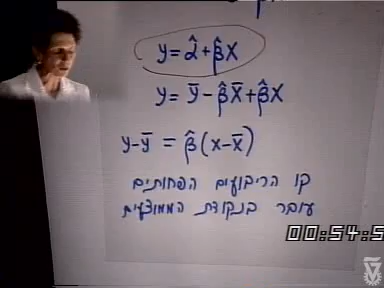 y = α̂ + β̂x
y = ȳ - β̂x̄ + β̂x
y - ȳ = β̂(x - x̄)
קו הריבועים הפחותים
עובר בנקודת הממוצעים
00:54:5